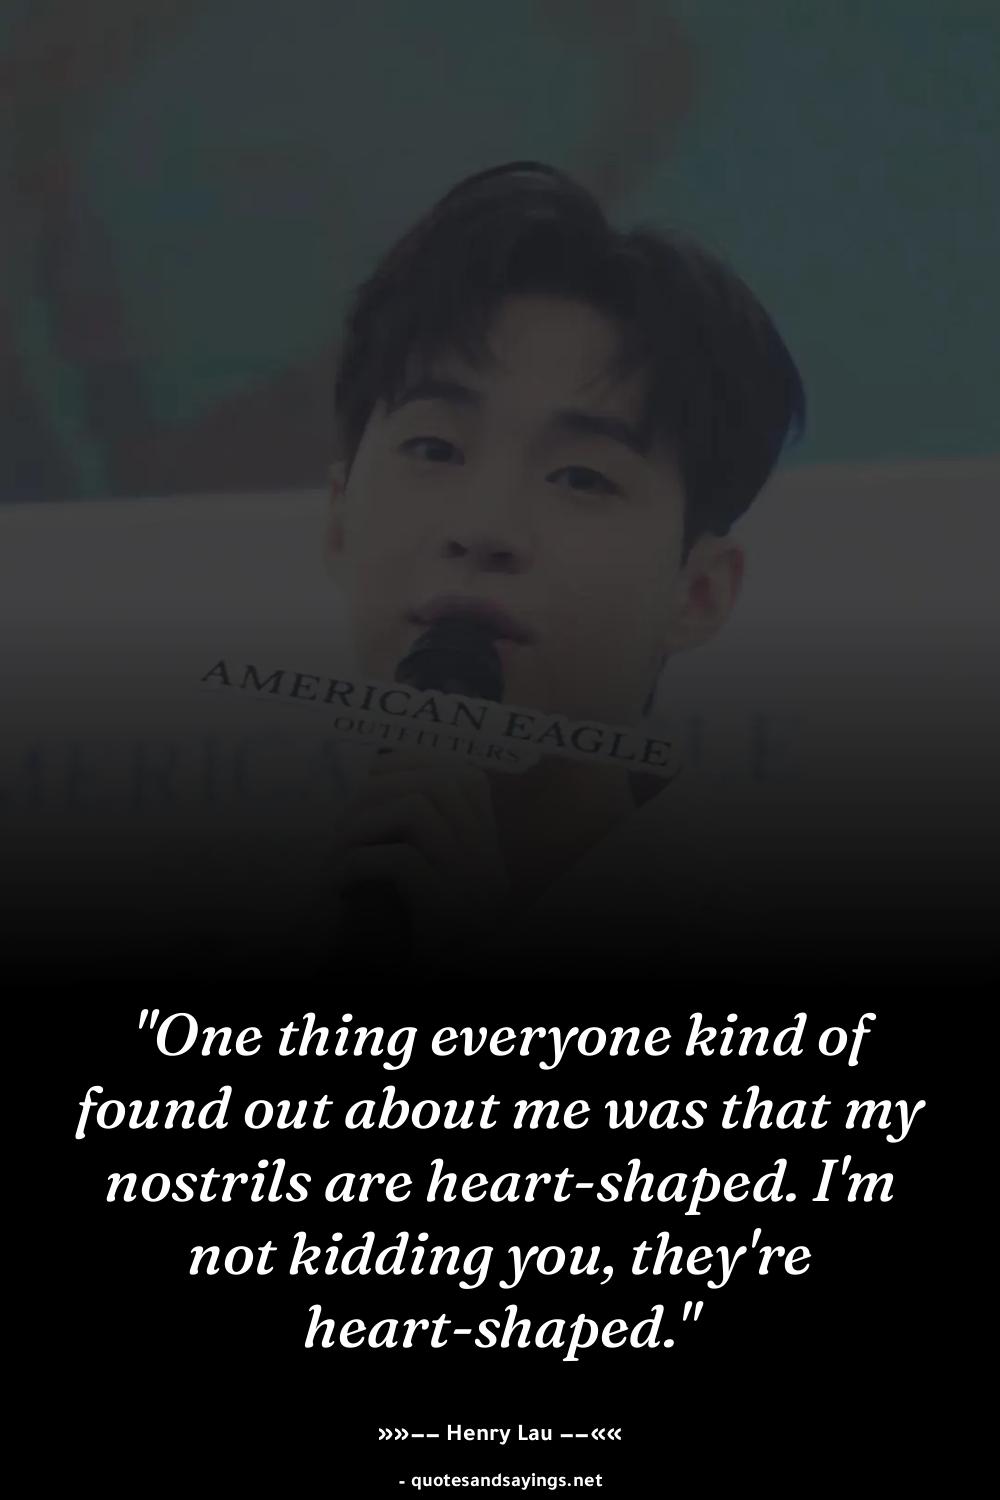 AMERICAN EAGLE
OUTFITTERS
"One thing everyone kind of
found out about me was that my
nostrils are heart-shaped. I'm
not kidding you, they're
heart-shaped."
»»–– Henry Lau ––««
- quotesandsayings.net